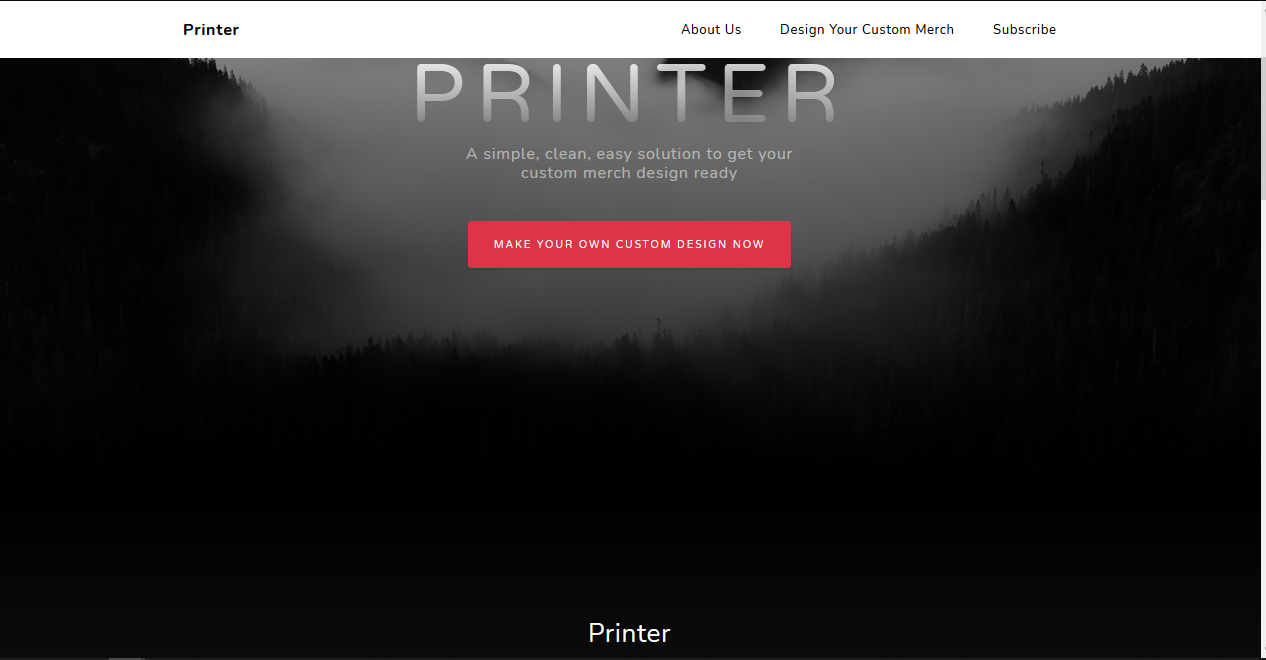 Printer
About Us
Design Your Custom Merch
Subscribe
PRINTER
A simple, clean, easy solution to get your
custom merch design ready
MAKE YOUR OWN CUSTOM DESIGN NOW
Printer